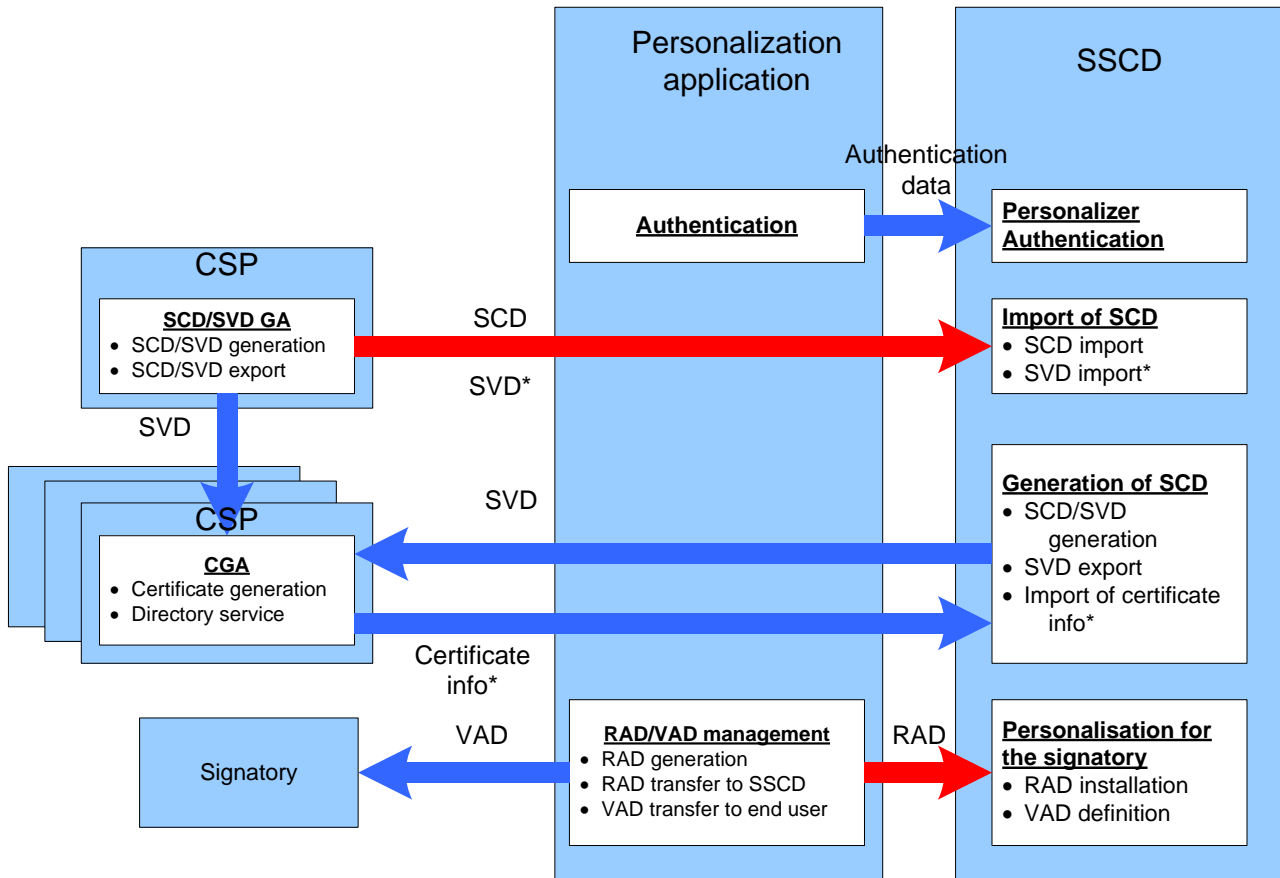 Personalization
application
SSCD
Authentication
data
Authentication
Personalizer
Authentication
CSP
SCD/SVD GA
• SCD/SVD generation
• SCD/SVD export
SCD
SVD*
Import of SCD
• SCD import
• SVD import*
SVD
CSP
CGA
• Certificate generation
• Directory service
SVD
Generation of SCD
• SCD/SVD
generation
• SVD export
• Import of certificate
info*
Certificate
info*
Signatory
VAD
RAD/VAD management
• RAD generation
• RAD transfer to SSCD
• VAD transfer to end user
RAD
Personalisation for
the signatory
• RAD installation
• VAD definition